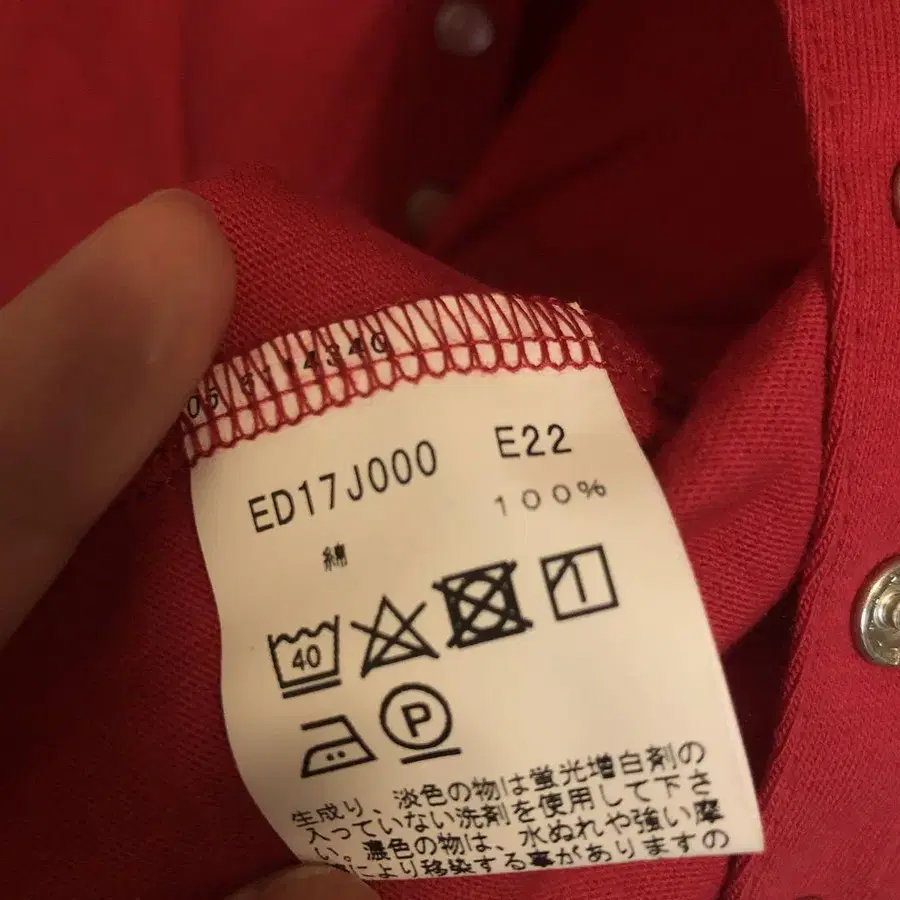 ED17J000 E22
綿 100%
40
P
生成り、淡色の物は蛍光増白剤の
入っていない洗剤を使用して下さ
い。濃色の物は、水ぬれや強い摩
により移染する事がありますの